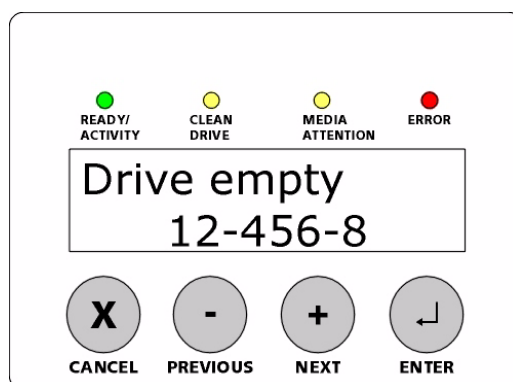 READY/ CLEAN MEDIA ERROR
ACTIVITY DRIVE ATTENTION
Drive empty
12-456-8
X - +
CANCEL PREVIOUS NEXT ENTER